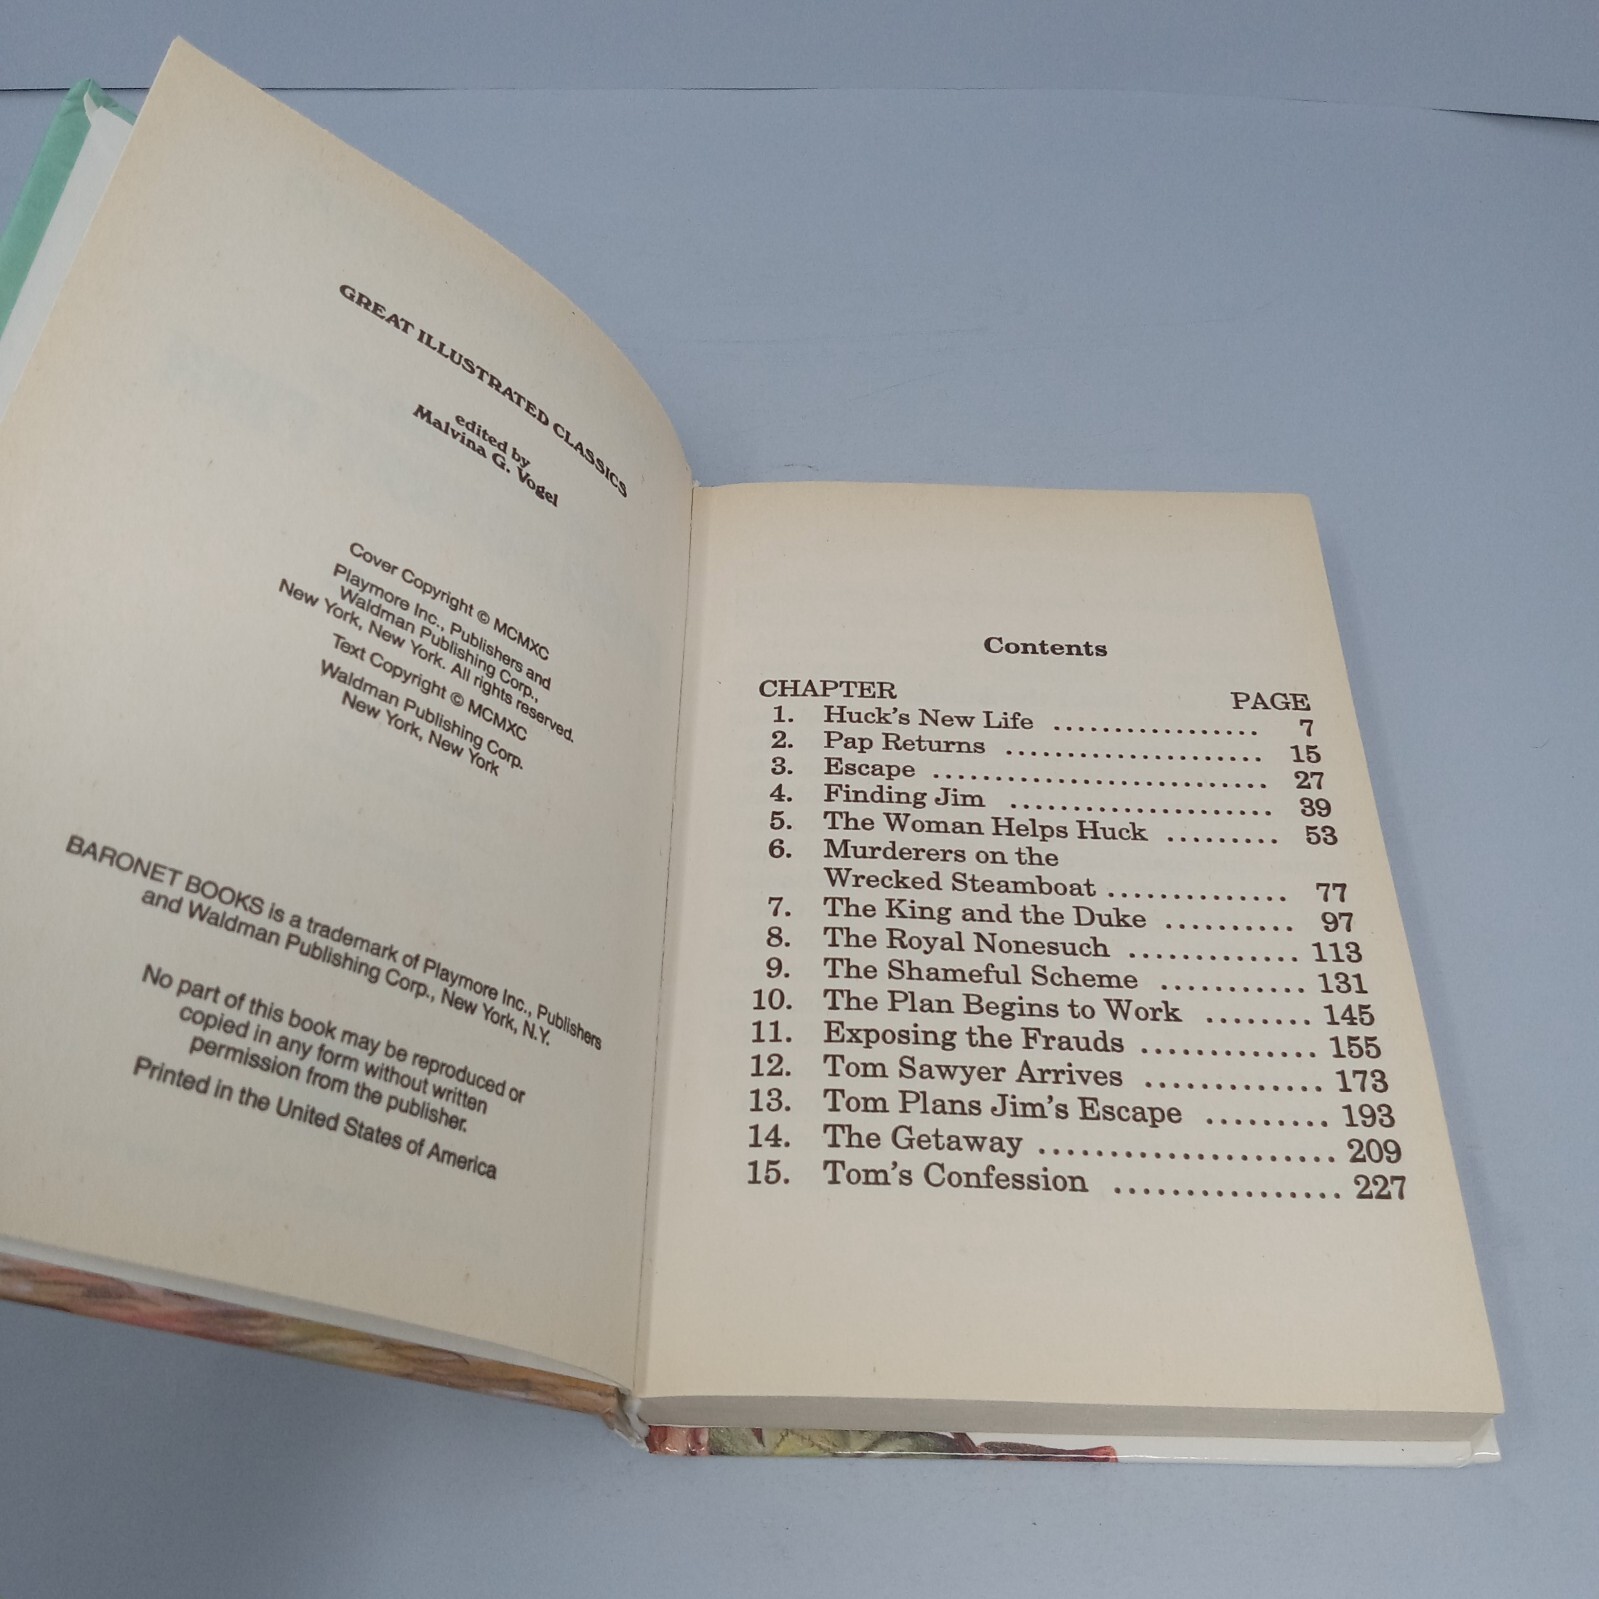 GREAT ILLUSTRATED CLASSICS
edited by
Malvina G. Vogel
Cover Copyright © MCMXC
Playmore Inc., Publishers and
Waldman Publishing Corp.,
New York, New York. All rights reserved.
Text Copyright © MCMXC
Waldman Publishing Corp.
New York, New York
BARONET BOOKS is a trademark of Playmore Inc., Publishers
and Waldman Publishing Corp., New York, N.Y.
No part of this book may be reproduced or
copied in any form without written
permission from the publisher.
Printed in the United States of America
Contents
CHAPTER PAGE
1. Huck's New Life ................. 7
2. Pap Returns ..................... 15
3. Escape ........................... 27
4. Finding Jim ..................... 39
5. The Woman Helps Huck ......... 53
6. Murderers on the
Wrecked Steamboat ............... 77
7. The King and the Duke .......... 97
8. The Royal Nonesuch ............. 113
9. The Shameful Scheme ........... 131
10. The Plan Begins to Work ........ 145
11. Exposing the Frauds ............. 155
12. Tom Sawyer Arrives ............. 173
13. Tom Plans Jim's Escape ......... 193
14. The Getaway ..................... 209
15. Tom's Confession ................ 227